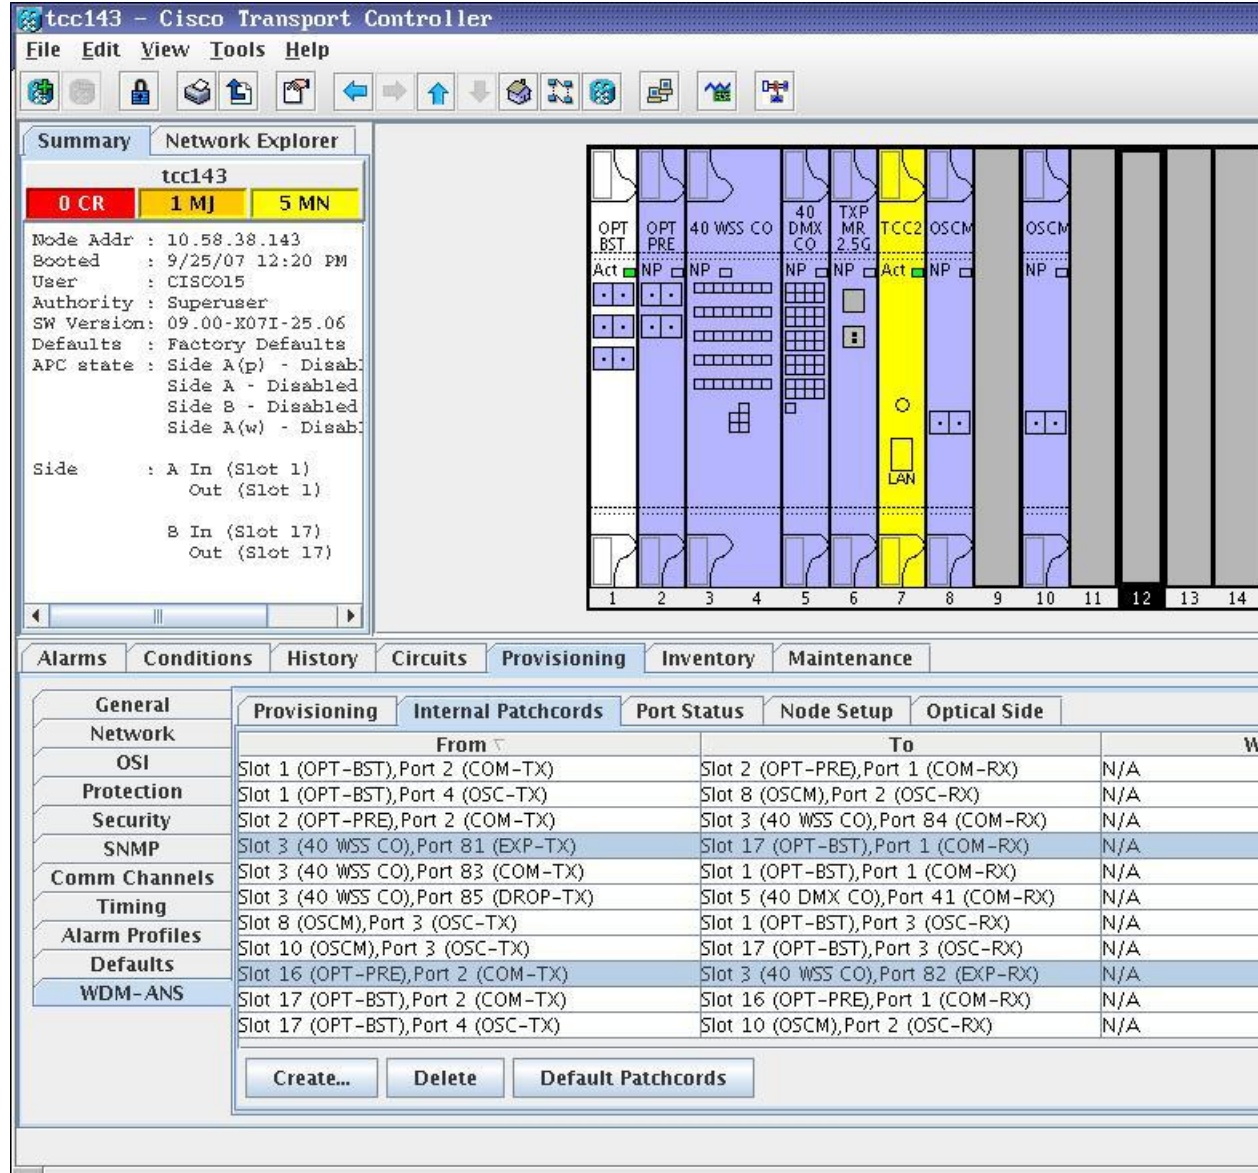 tcc143 - Cisco Transport Controller
File Edit View Tools Help
Summary Network Explorer
tcc143
0 CR 1 MJ 5 MN
Node Addr : 10.58.38.143
Booted : 9/25/07 12:20 PM
User : CISCO15
Authority : Superuser
SW Version: 09.00-X07I-25.06
Defaults : Factory Defaults
APC state : Side A(p) - Disab
Side A - Disabled
Side B - Disabled
Side A(w) - Disab
Side : A In (Slot 1)
Out (Slot 1)
B In (Slot 17)
Out (Slot 17)
OPT BST OPT PRE 40 WSS CO 40 DMX CO TXP MR 2.5G TCC2 OSCM OSCM
Act NP NP NP NP Act NP NP
LAN
1 2 3 4 5 6 7 8 9 10 11 12 13 14
Alarms Conditions History Circuits Provisioning Inventory Maintenance
General
Network
OSI
Protection
Security
SNMP
Comm Channels
Timing
Alarm Profiles
Defaults
WDM-ANS
Provisioning Internal Patchcords Port Status Node Setup Optical Side
From To W
Slot 1 (OPT-BST),Port 2 (COM-TX) Slot 2 (OPT-PRE),Port 1 (COM-RX) N/A
Slot 1 (OPT-BST),Port 4 (OSC-TX) Slot 8 (OSCM),Port 2 (OSC-RX) N/A
Slot 2 (OPT-PRE),Port 2 (COM-TX) Slot 3 (40 WSS CO),Port 84 (COM-RX) N/A
Slot 3 (40 WSS CO),Port 81 (EXP-TX) Slot 17 (OPT-BST),Port 1 (COM-RX) N/A
Slot 3 (40 WSS CO),Port 83 (COM-TX) Slot 1 (OPT-BST),Port 1 (COM-RX) N/A
Slot 3 (40 WSS CO),Port 85 (DROP-TX) Slot 5 (40 DMX CO),Port 41 (COM-RX) N/A
Slot 8 (OSCM),Port 3 (OSC-TX) Slot 1 (OPT-BST),Port 3 (OSC-RX) N/A
Slot 10 (OSCM),Port 3 (OSC-TX) Slot 17 (OPT-BST),Port 3 (OSC-RX) N/A
Slot 16 (OPT-PRE),Port 2 (COM-TX) Slot 3 (40 WSS CO),Port 82 (EXP-RX) N/A
Slot 17 (OPT-BST),Port 2 (COM-TX) Slot 16 (OPT-PRE),Port 1 (COM-RX) N/A
Slot 17 (OPT-BST),Port 4 (OSC-TX) Slot 10 (OSCM),Port 2 (OSC-RX) N/A
Create... Delete Default Patchcords